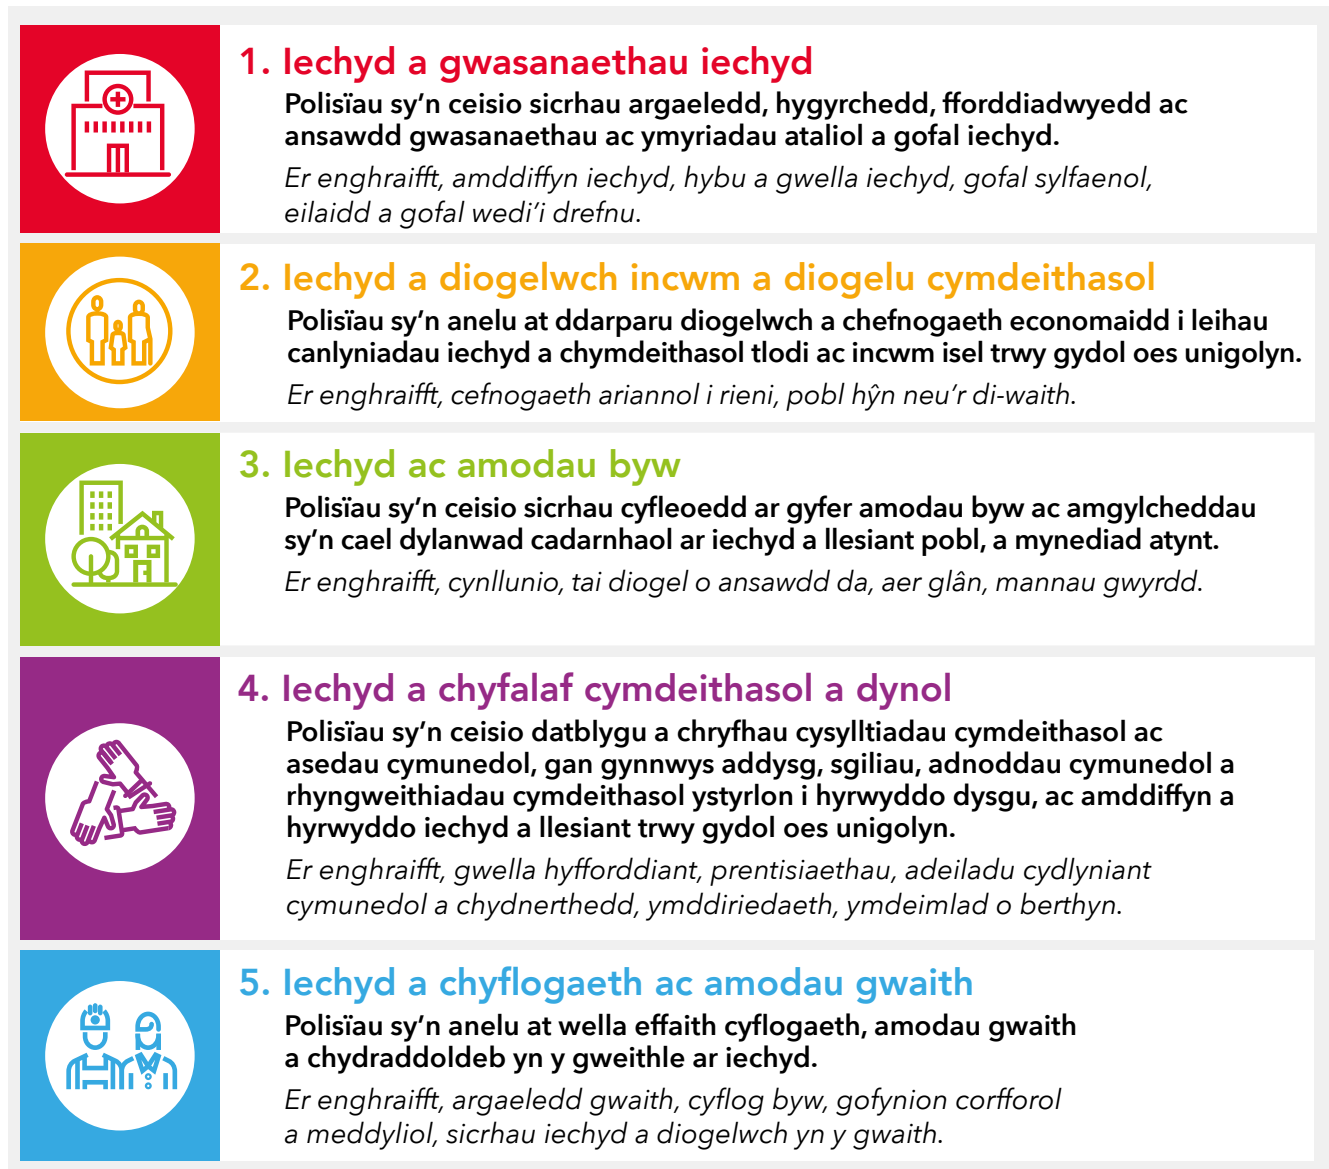 1. Iechyd a gwasanaethau iechyd
Polisïau sy'n ceisio sicrhau argaeledd, hygyrchedd, fforddiadwyedd ac
ansawdd gwasanaethau ac ymyriadau ataliol a gofal iechyd.
Er enghraifft, amddiffyn iechyd, hybu a gwella iechyd, gofal sylfaenol,
eilaidd a gofal wedi’i drefnu.
2. Iechyd a diogelwch incwm a diogelu cymdeithasol
Polisïau sy'n anelu at ddarparu diogelwch a chefnogaeth economaidd i leihau
canlyniadau iechyd a chymdeithasol tlodi ac incwm isel trwy gydol oes unigolyn.
Er enghraifft, cefnogaeth ariannol i rieni, pobl hŷn neu’r di-waith.
3. Iechyd ac amodau byw
Polisïau sy'n ceisio sicrhau cyfleoedd ar gyfer amodau byw ac amgylcheddau
sy'n cael dylanwad cadarnhaol ar iechyd a llesiant pobl, a mynediad atynt.
Er enghraifft, cynllunio, tai diogel o ansawdd da, aer glân, mannau gwyrdd.
4. Iechyd a chyfalaf cymdeithasol a dynol
Polisïau sy'n ceisio datblygu a chryfhau cysylltiadau cymdeithasol ac
asedau cymunedol, gan gynnwys addysg, sgiliau, adnoddau cymunedol a
rhyngweithiadau cymdeithasol ystyrlon i hyrwyddo dysgu, ac amddiffyn a
hyrwyddo iechyd a llesiant trwy gydol oes unigolyn.
Er enghraifft, gwella hyfforddiant, prentisiaethau, adeiladu cydlyniant
cymunedol a chydnerthedd, ymddiriedaeth, ymdeimlad o berthyn.
5. Iechyd a chyflogaeth ac amodau gwaith
Polisïau sy'n anelu at wella effaith cyflogaeth, amodau gwaith
a chydraddoldeb yn y gweithle ar iechyd.
Er enghraifft, argaeledd gwaith, cyflog byw, gofynion corfforol
a meddyliol, sicrhau iechyd a diogelwch yn y gwaith.